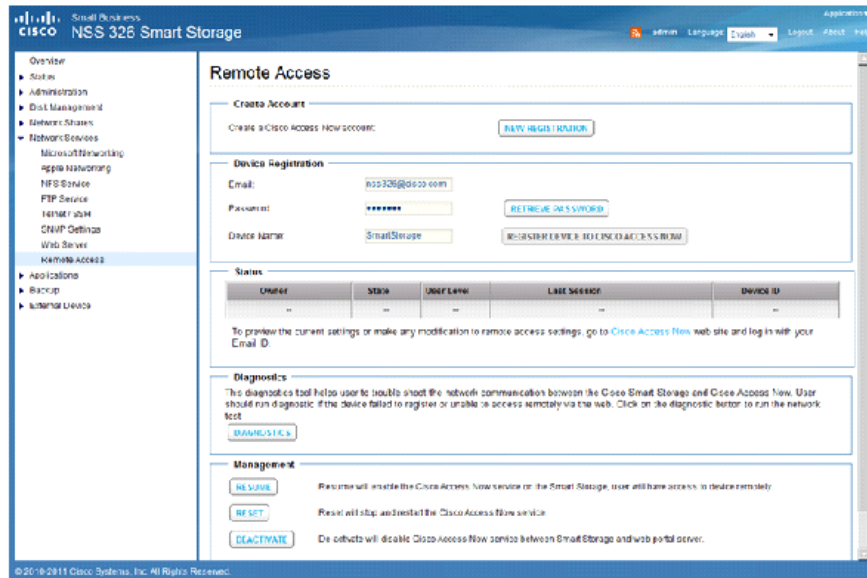 Small Business
CISCO NSS 326 Smart Storage
Application
admin Language: English Logout About Help
Overview
Status
Administration
Disk Management
Network Shares
Network Services
Microsoft Networking
Apple Networking
NFS Service
FTP Service
Telnet / SSH
SNMP Settings
Web Server
Remote Access
Applications
Backup
External Device
Remote Access
Create Account
Create a Cisco Access Now account: NEW REGISTRATION
Device Registration
Email: nss326@cisco.com
Password: ••••••• RETRIEVE PASSWORD
Device Name: SmartStorage REGISTER DEVICE TO CISCO ACCESS NOW
Status
Owner State User Level Last Session Device ID
-- -- -- -- --
To preview the current settings or make any modification to remote access settings, go to Cisco Access Now web site and log in with your
Email ID.
Diagnostics
This diagnostics tool helps user to trouble shoot the network communication between the Cisco Smart Storage and Cisco Access Now. User
should run diagnostic if the device failed to register or unable to access remotely via the web. Click on the diagnostic button to run the network
test
DIAGNOSTICS
Management
RESUME Resume will enable the Cisco Access Now service on the Smart Storage, user will have access to device remotely.
RESET Reset will stop and restart the Cisco Access Now service.
DEACTIVATE De-activate will disable Cisco Access Now service between Smart Storage and web portal server.
© 2010-2011 Cisco Systems, Inc. All Rights Reserved.